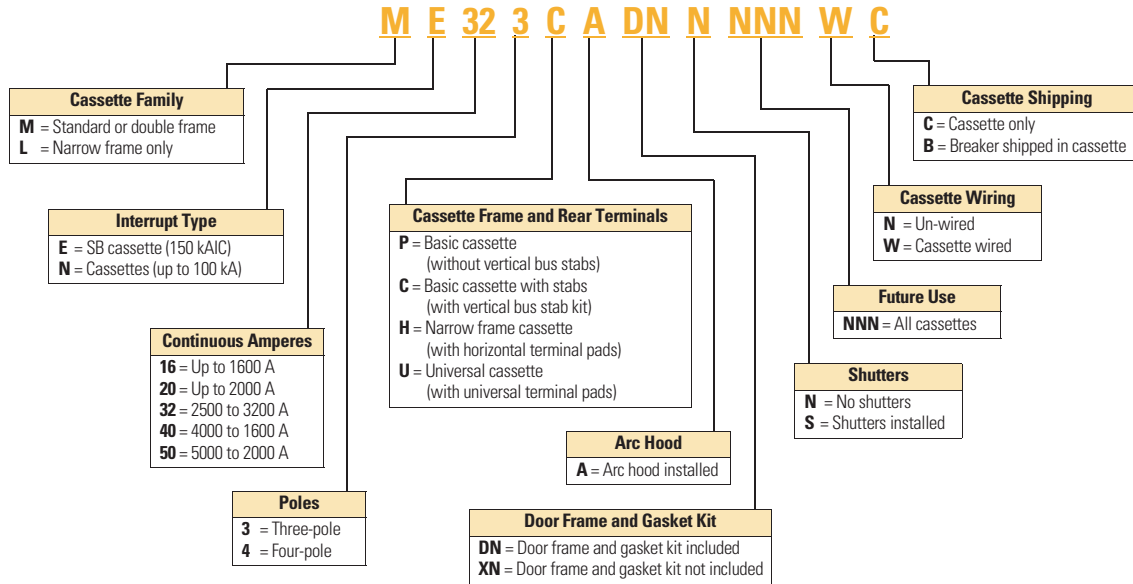 M E 32 3 C A DN N NNN W C
Cassette Family
M = Standard or double frame
L = Narrow frame only
Cassette Shipping
C = Cassette only
B = Breaker shipped in cassette
Interrupt Type
E = SB cassette (150 kAIC)
N = Cassettes (up to 100 kA)
Cassette Frame and Rear Terminals
P = Basic cassette
(without vertical bus stabs)
C = Basic cassette with stabs
(with vertical bus stab kit)
H = Narrow frame cassette
(with horizontal terminal pads)
U = Universal cassette
(with universal terminal pads)
Cassette Wiring
N = Un-wired
W = Cassette wired
Future Use
NNN = All cassettes
Continuous Amperes
16 = Up to 1600 A
20 = Up to 2000 A
32 = 2500 to 3200 A
40 = 4000 to 1600 A
50 = 5000 to 2000 A
Shutters
N = No shutters
S = Shutters installed
Arc Hood
A = Arc hood installed
Poles
3 = Three-pole
4 = Four-pole
Door Frame and Gasket Kit
DN = Door frame and gasket kit included
XN = Door frame and gasket kit not included